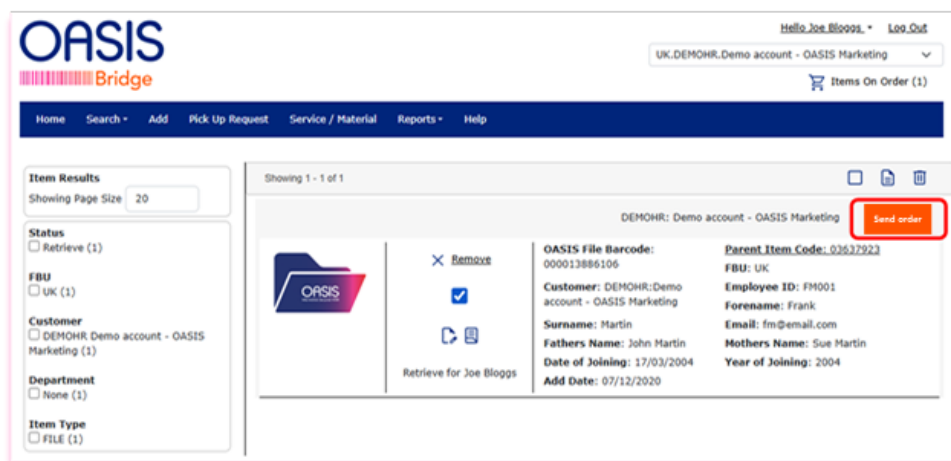 OASIS
Bridge
Hello Joe Bloggs
Log Out
UK.DEMOHR.Demo account - OASIS Marketing
Items On Order (1)
Home Search Add Pick Up Request Service / Material Reports Help
Item Results
Showing Page Size 20
Status
Retrieve (1)
FBU
UK (1)
Customer
DEMOHR Demo account - OASIS
Marketing (1)
Department
None (1)
Item Type
FILE (1)
Showing 1 - 1 of 1
DEMOHR: Demo account - OASIS Marketing
Send order
OASIS
Remove
Retrieve for Joe Bloggs
OASIS File Barcode:
000013886106
Customer: DEMOHR:Demo
account - OASIS Marketing
Surname: Martin
Fathers Name: John Martin
Date of Joining: 17/03/2004
Add Date: 07/12/2020
Parent Item Code: 03637923
FBU: UK
Employee ID: FM001
Forename: Frank
Email: fm@email.com
Mothers Name: Sue Martin
Year of Joining: 2004